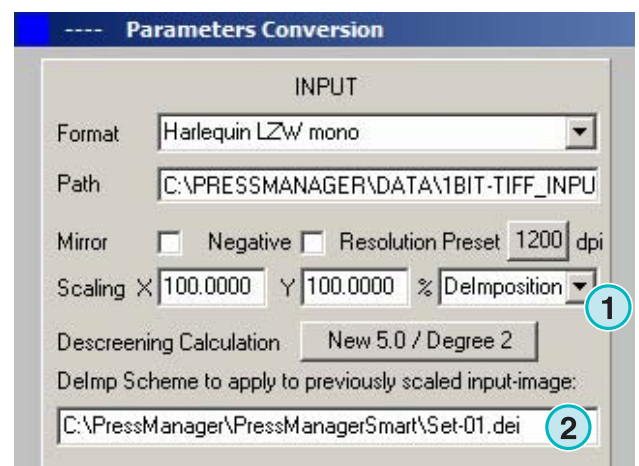 ---- Parameters Conversion
INPUT
Format Harlequin LZW mono
Path C:\PRESSMANAGER\DATA\1BIT-TIFF_INPU
Mirror Negative Resolution Preset 1200 dpi
Scaling X 100.0000 Y 100.0000 % DeImposition
1
Descreening Calculation New 5.0 / Degree 2
DeImp Scheme to apply to previously scaled input-image:
C:\PressManager\PressManagerSmart\Set-01.dei 2